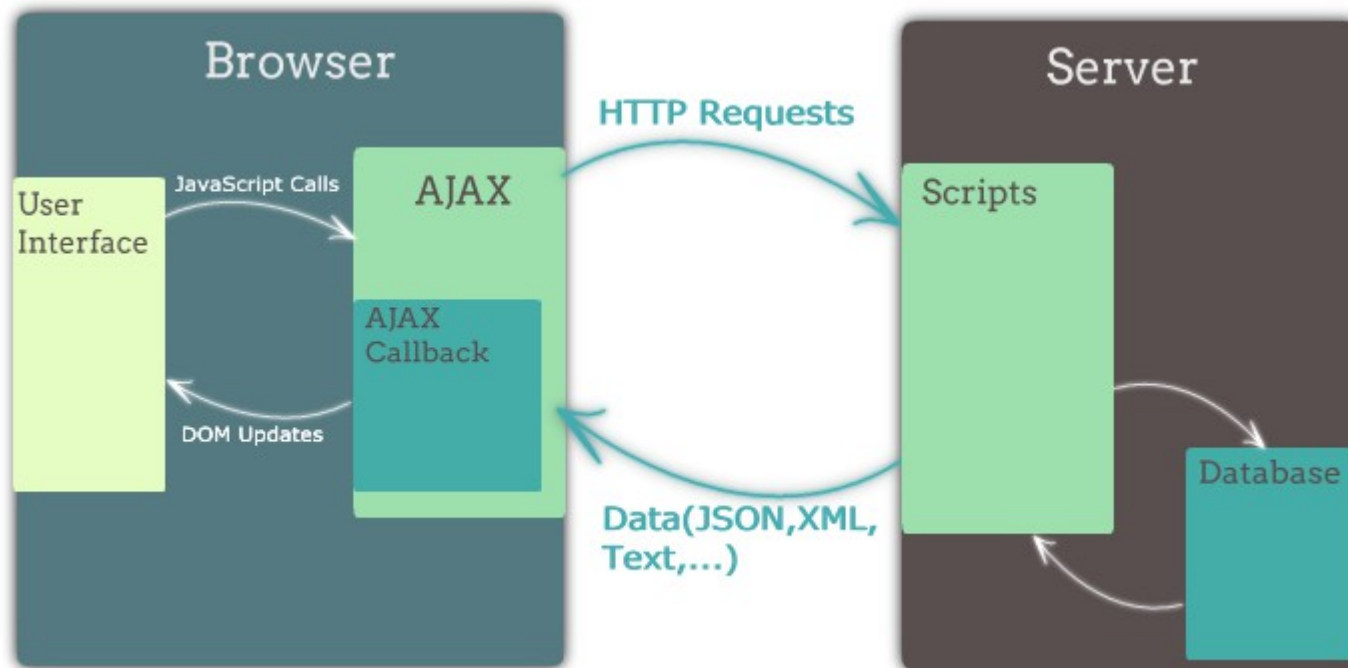 Browser
Server
HTTP Requests
JavaScript Calls
AJAX
Scripts
User
Interface
AJAX
Callback
DOM Updates
Database
Data(JSON,XML,
Text,...)